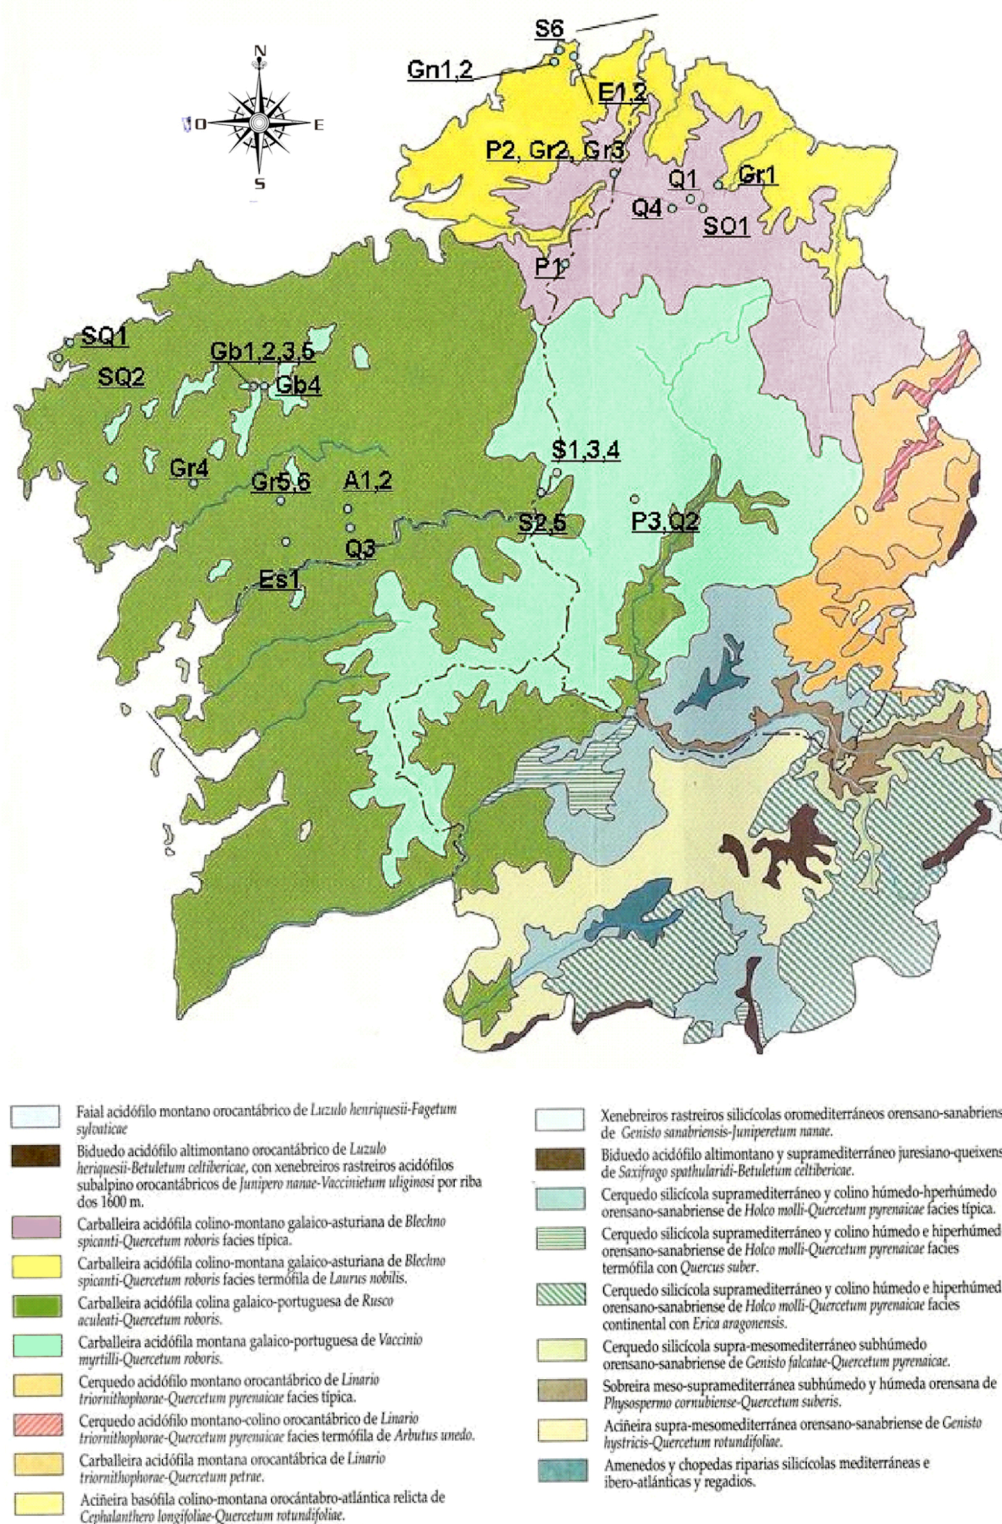 S6
N
Gn1,2
E1,2
O
E
S
P2, Gr2, Gr3
Q1
Gr1
Q4
SO1
P1
SQ1
Gb1,2,3,5
SQ2
Gb4
S1,3,4
Gr4
Gr5,6
A1,2
S2,5
P3,Q2
Q3
Es1
Faial acidófilo montano orocantábrico de Luzulo henriquesii-Fagetum
sylvaticae
Biduedo acidófilo altimontano orocantábrico de Luzulo
heriquesii-Betuletum celtibericae, con xenebreiros rastreiros acidófilos
subalpino orocantábricos de Junipero nanae-Vaccinietum uliginosi por riba
dos 1600 m.
Carballeira acidófila colino-montano galaico-asturiana de Blechno
spicanti-Quercetum roboris facies típica.
Carballeira acidófila colino-montano galaico-asturiana de Blechno
spicanti-Quercetum roboris facies termófila de Laurus nobilis.
Carballeira acidófila colina galaico-portuguesa de Rusco
aculeati-Quercetum roboris.
Carballeira acidófila montana galaico-portuguesa de Vaccinio
myrtilli-Quercetum roboris.
Cerquedo acidófilo montano orocantábrico de Linario
triornithophorae-Quercetum pyrenaicae facies típica.
Cerquedo acidófilo montano-colino orocantábrico de Linario
triornithophorae-Quercetum pyrenaicae facies termófila de Arbutus unedo.
Carballeira acidófila montana orocantábrica de Linario
triornithophorae-Quercetum petrae.
Aciñeira basófila colino-montana orocántabro-atlántica relicta de
Cephalanthero longifoliae-Quercetum rotundifoliae.
Xenebreiros rastreiros silicícolas oromediterráneos orensano-sanabriens
de Genisto sanabriensis-Juniperetum nanae.
Biduedo acidófilo altimontano y supramediterráneo juresiano-queixens
de Saxifrago spathularidi-Betuletum celtibericae.
Cerquedo silicícola supramediterráneo y colino húmedo-hperhúmedo
orensano-sanabriense de Holco molli-Quercetum pyrenaicae facies típica.
Cerquedo silicícola supramediterráneo y colino húmedo e hiperhúmed
orensano-sanabriense de Holco molli-Quercetum pyrenaicae facies
termófila con Quercus suber.
Cerquedo silicícola supramediterráneo y colino húmedo e hiperhúmed
orensano-sanabriense de Holco molli-Quercetum pyrenaicae facies
continental con Erica aragonensis.
Cerquedo silicícola supra-mesomediterráneo subhúmedo
orensano-sanabriense de Genisto falcatae-Quercetum pyrenaicae.
Sobreira meso-supramediterránea subhúmedo y húmeda orensana de
Physospermo cornubiense-Quercetum suberis.
Aciñeira supra-mesomediterránea orensano-sanabriense de Genisto
hystricis-Quercetum rotundifoliae.
Amenedos y chopedas riparias silicícolas mediterráneas e
ibero-atlánticas y regadios.